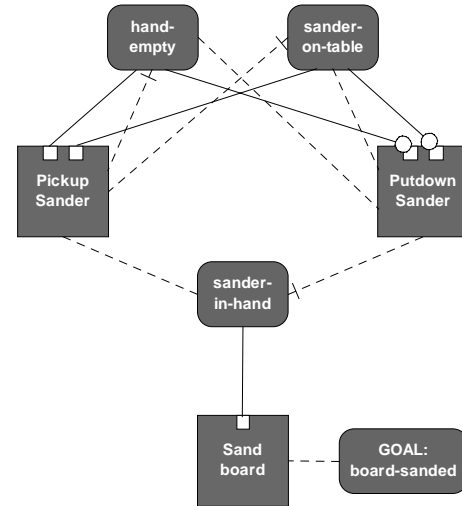 hand-
empty
sander-
on-table
Pickup
Sander
Putdown
Sander
sander-
in-hand
Sand
board
GOAL:
board-sanded